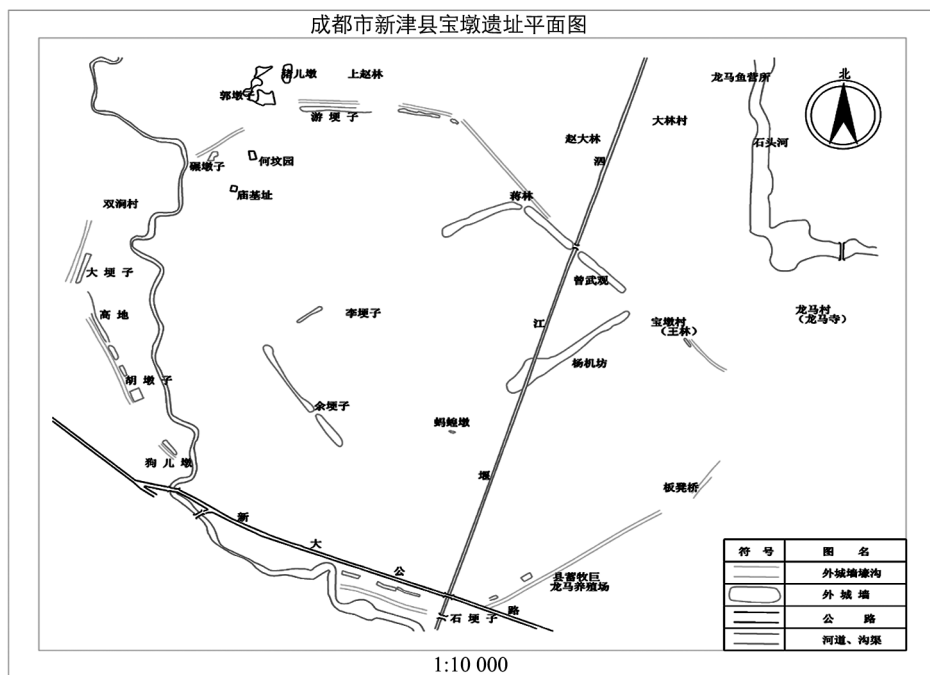 成都市新津县宝墩遗址平面图
猪儿墩
上赵林
龙马鱼营所
北
郭墩子
游埂子
赵大林
大林村
泗
石头河
碾墩子
何坟园
庙基址
双涧村
蒋林
大埂子
曾武观
高地
李埂子
江
宝墩村
(王林)
龙马村
(龙马寺)
杨机坊
胡墩子
余埂子
蚂蝗墩
狗儿墩
堰
板凳桥
新
大
公
路
县蓄牧巨
龙马养殖场
石埂子
符 号 图 名
外城墙壕沟
外城墙
公 路
河道、沟渠
1:10 000